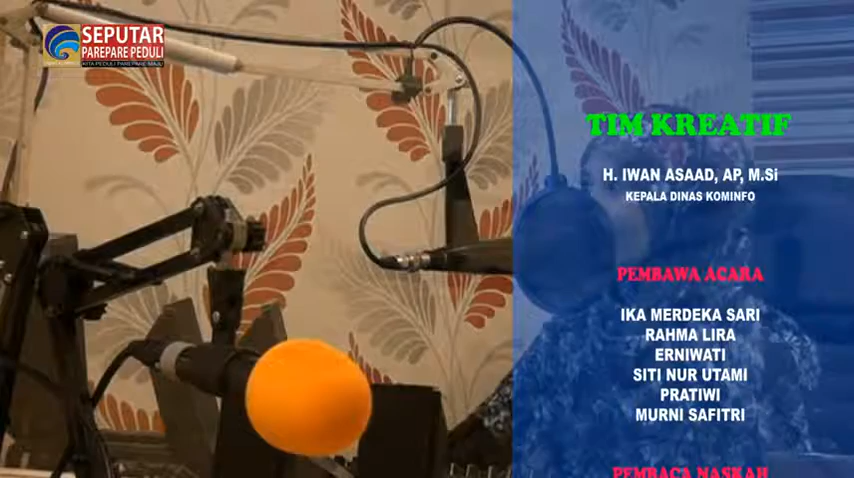 SEPUTAR
PAREPARE PEDULI
KITA PEDULI PAREPARE MAJU
TIM KREATIF
H. IWAN ASAAD, AP, M.Si
KEPALA DINAS KOMINFO
PEMBAWA ACARA
IKA MERDEKA SARI
RAHMA LIRA
ERNIWATI
SITI NUR UTAMI
PRATIWI
MURNI SAFITRI
PEMBACA NASKAH